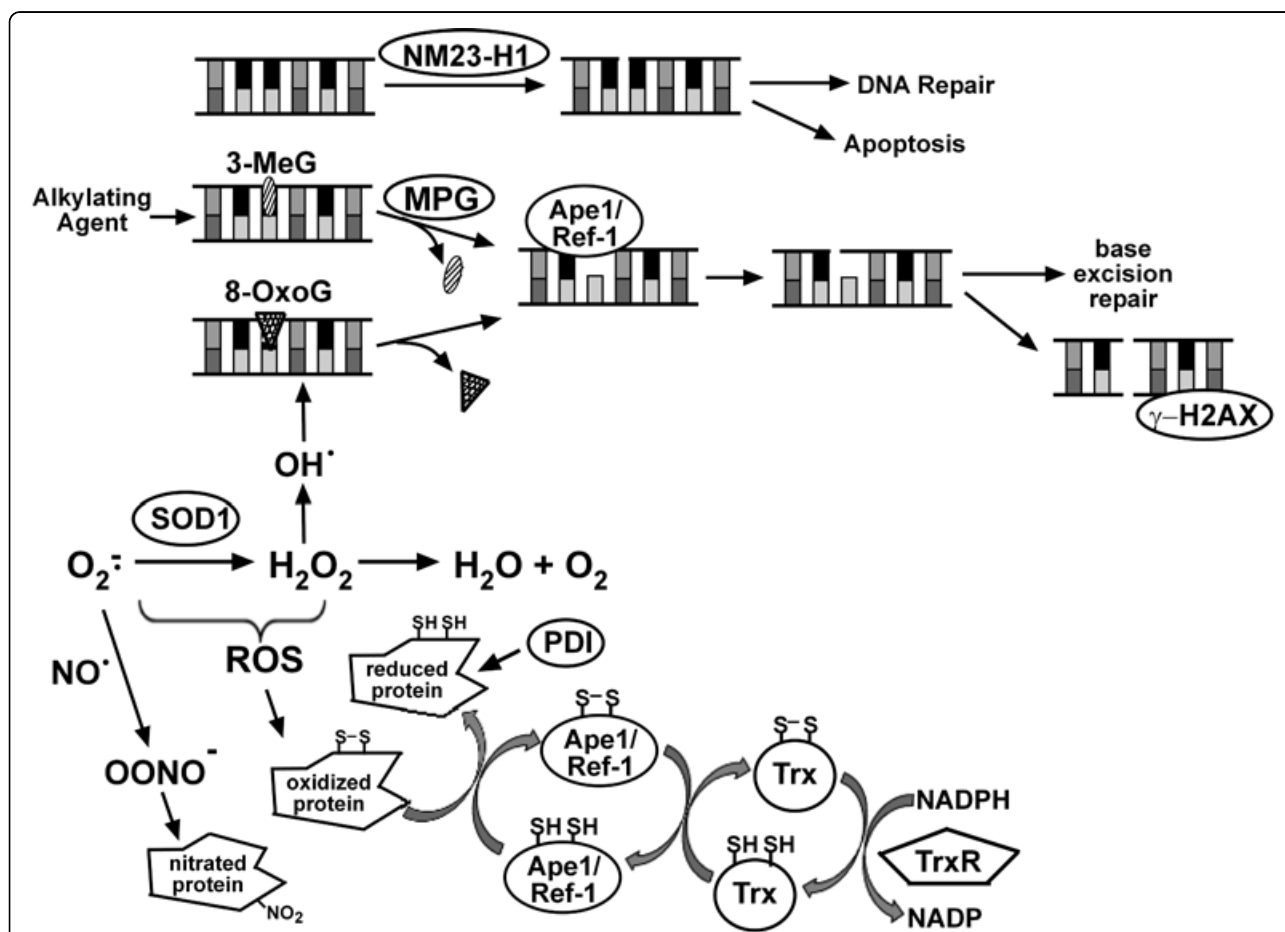 NM23-H1
DNA Repair
Apoptosis
3-MeG
Alkylating
Agent
MPG
Ape1/
Ref-1
base
excision
repair
8-OxoG
γ–H2AX
OH•
SOD1
O₂•̄
H₂O₂
H₂O + O₂
ROS
NO•
OONO⁻
nitrated
protein
NO₂
SH SH
reduced
protein
PDI
S–S
oxidized
protein
S–S
Ape1/
Ref-1
SH SH
Ape1/
Ref-1
S–S
Trx
SH SH
Trx
NADPH
TrxR
NADP